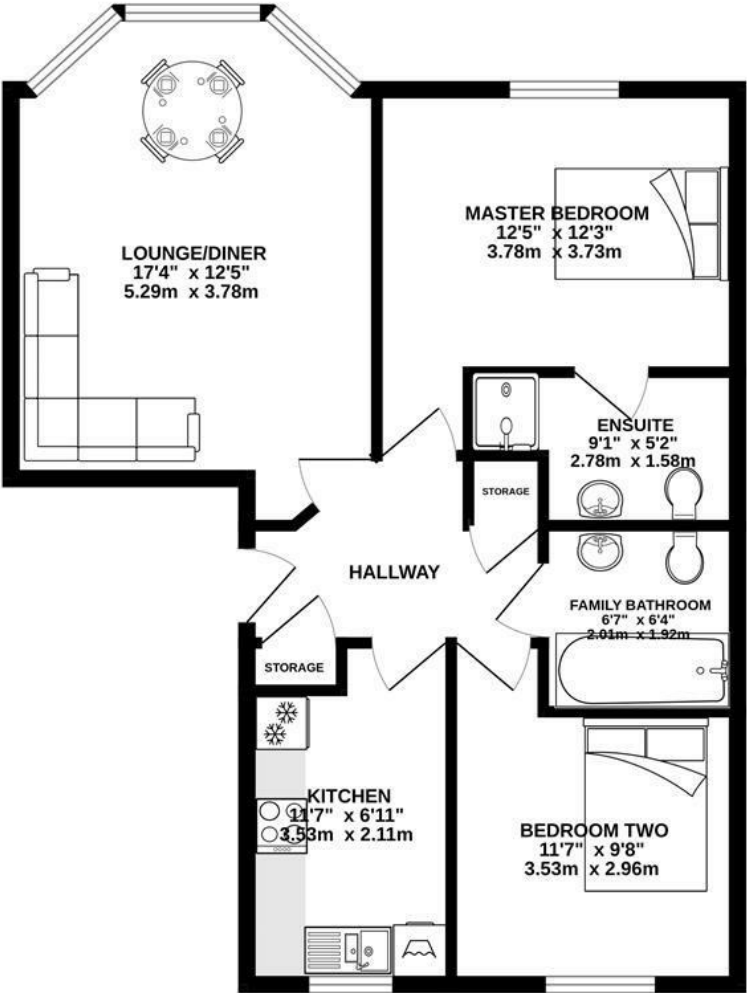 LOUNGE/DINER
17'4" x 12'5"
5.29m x 3.78m
MASTER BEDROOM
12'5" x 12'3"
3.78m x 3.73m
ENSUITE
9'1" x 5'2"
2.78m x 1.58m
STORAGE
HALLWAY
FAMILY BATHROOM
6'7" x 6'4"
2.01m x 1.92m
STORAGE
KITCHEN
11'7" x 6'11"
3.53m x 2.11m
BEDROOM TWO
11'7" x 9'8"
3.53m x 2.96m